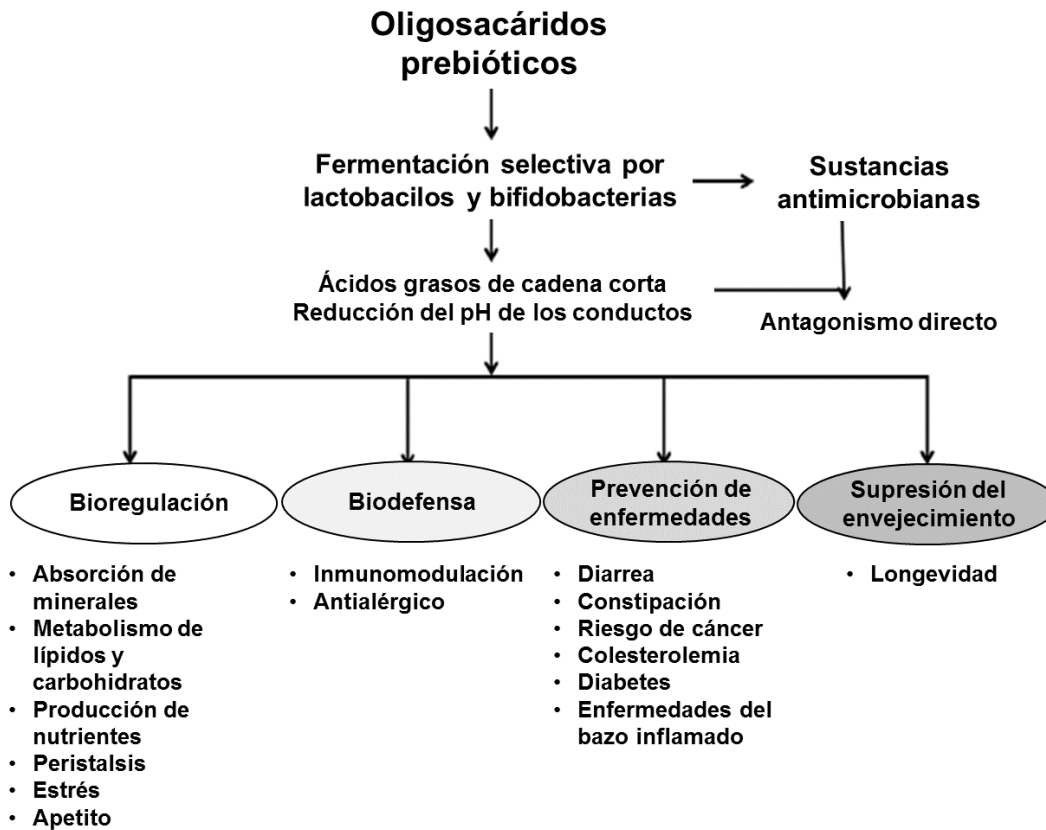 Oligosacáridos
prebióticos
Fermentación selectiva por
lactobacilos y bifidobacterias
Sustancias
antimicrobianas
Ácidos grasos de cadena corta
Reducción del pH de los conductos
Antagonismo directo
Bioregulación
Biodefensa
Prevención de
enfermedades
Supresión del
envejecimiento
• Absorción de
minerales
• Metabolismo de
lípidos y
carbohidratos
• Producción de
nutrientes
• Peristalsis
• Estrés
• Apetito
• Inmunomodulación
• Antialérgico
• Diarrea
• Constipación
• Riesgo de cáncer
• Colesterolemia
• Diabetes
• Enfermedades del
bazo inflamado
• Longevidad